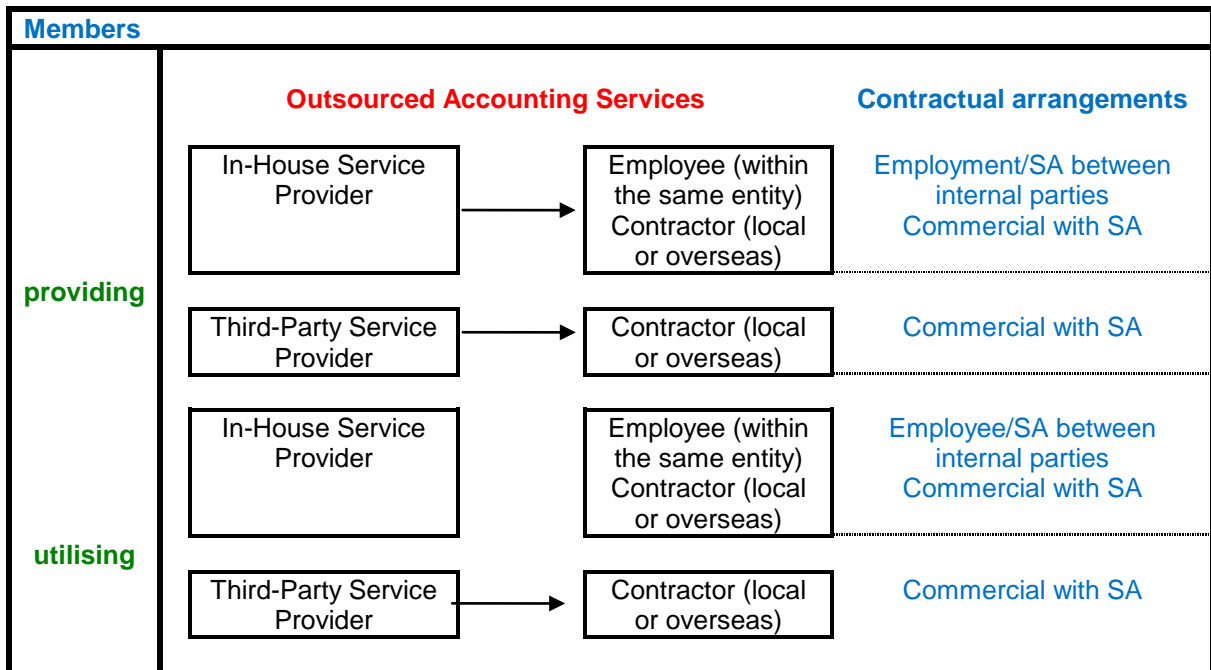 Members
Outsourced Accounting Services
Contractual arrangements
providing
In-House Service
Provider
Employee (within
the same entity)
Contractor (local
or overseas)
Employment/SA between
internal parties
Commercial with SA
Third-Party Service
Provider
Contractor (local
or overseas)
Commercial with SA
utilising
In-House Service
Provider
Employee (within
the same entity)
Contractor (local
or overseas)
Employee/SA between
internal parties
Commercial with SA
Third-Party Service
Provider
Contractor (local
or overseas)
Commercial with SA